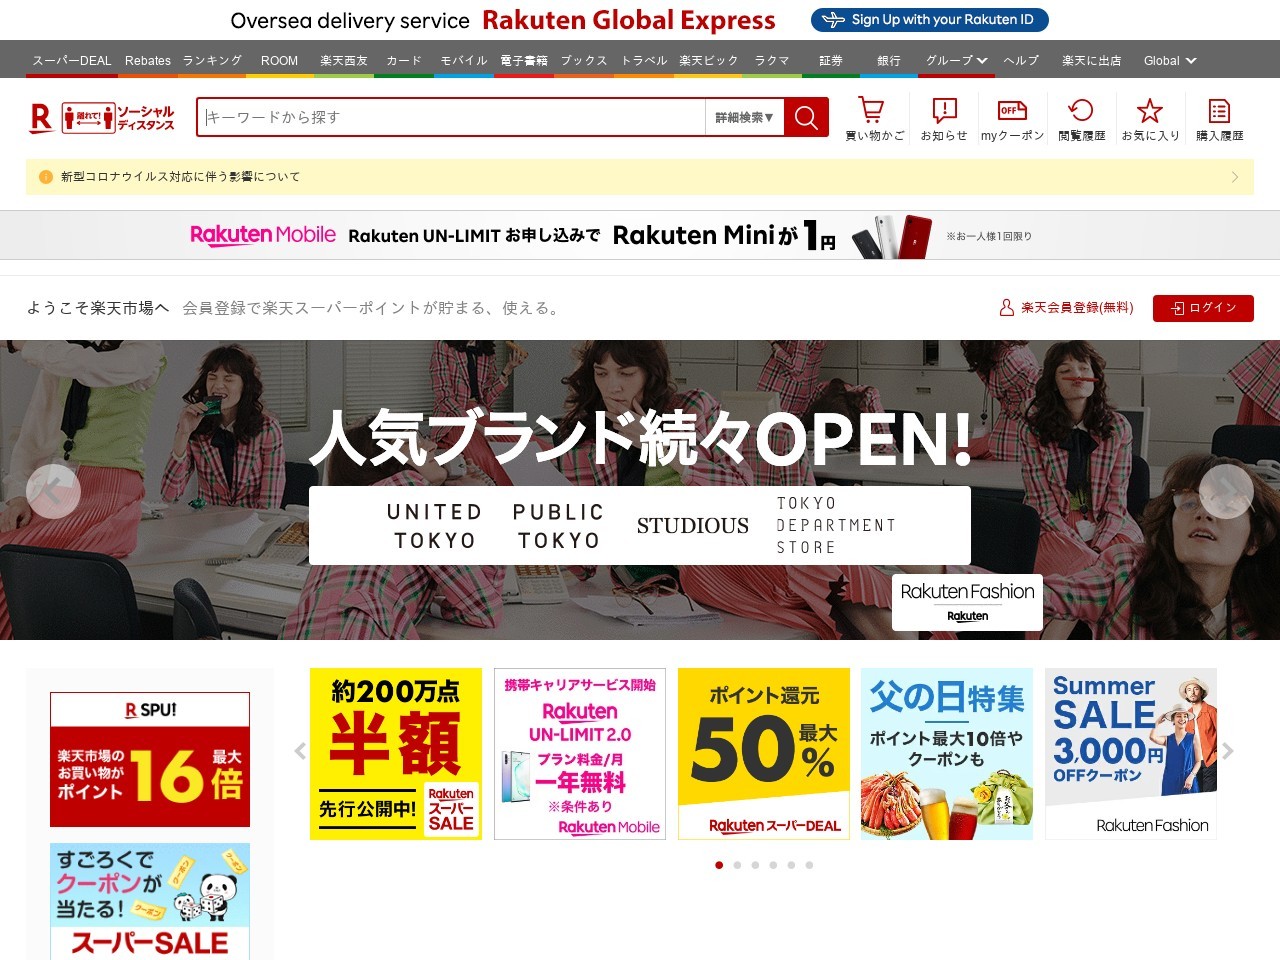 Oversea delivery service Rakuten Global Express Sign Up with your Rakuten ID
スーパーDEAL Rebates ランキング ROOM 楽天西友 カード モバイル 電子書籍 ブックス トラベル 楽天ビック ラクマ 証券 銀行 グループ ヘルプ 楽天に出店 Global
R 離れて! ソーシャル
ディスタンス
キーワードから探す 詳細検索▼
買い物かご お知らせ OFF myクーポン 閲覧履歴 お気に入り 購入履歴
新型コロナウイルス対応に伴う影響について
Rakuten Mobile Rakuten UN-LIMIT お申し込みで Rakuten Miniが1円 ※お一人様1回限り
ようこそ楽天市場へ 会員登録で楽天スーパーポイントが貯まる、使える。 楽天会員登録(無料) ログイン
人気ブランド続々OPEN!
UNITED
TOKYO
PUBLIC
TOKYO
STUDIOUS
TOKYO
DEPARTMENT
STORE
Rakuten Fashion
Rakuten
R SPU!
楽天市場の
お買い物が
ポイント
16
最大
倍
すごろくで
クーポンが
当たる!
クーポン
クーポン
クーポン
スーパーSALE
約200万点
半額
先行公開中!
Rakuten
スーパー
SALE
携帯キャリアサービス開始
Rakuten
UN-LIMIT 2.0
プラン料金/月
一年無料
※条件あり
Rakuten Mobile
ポイント還元
50
最大
%
Rakuten スーパーDEAL
父の日特集
ポイント最大10倍や
クーポンも
Summer
SALE
3,000円
OFFクーポン
Rakuten Fashion